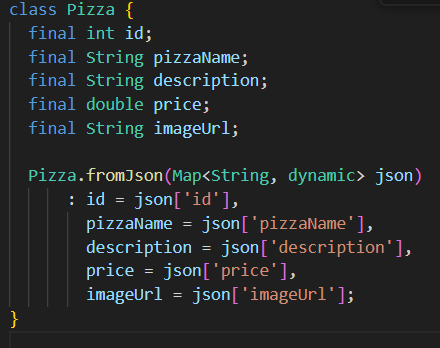 class Pizza {
  final int id;
  final String pizzaName;
  final String description;
  final double price;
  final String imageUrl;

  Pizza.fromJson(Map<String, dynamic> json)
      : id = json['id'],
        pizzaName = json['pizzaName'],
        description = json['description'],
        price = json['price'],
        imageUrl = json['imageUrl'];
}